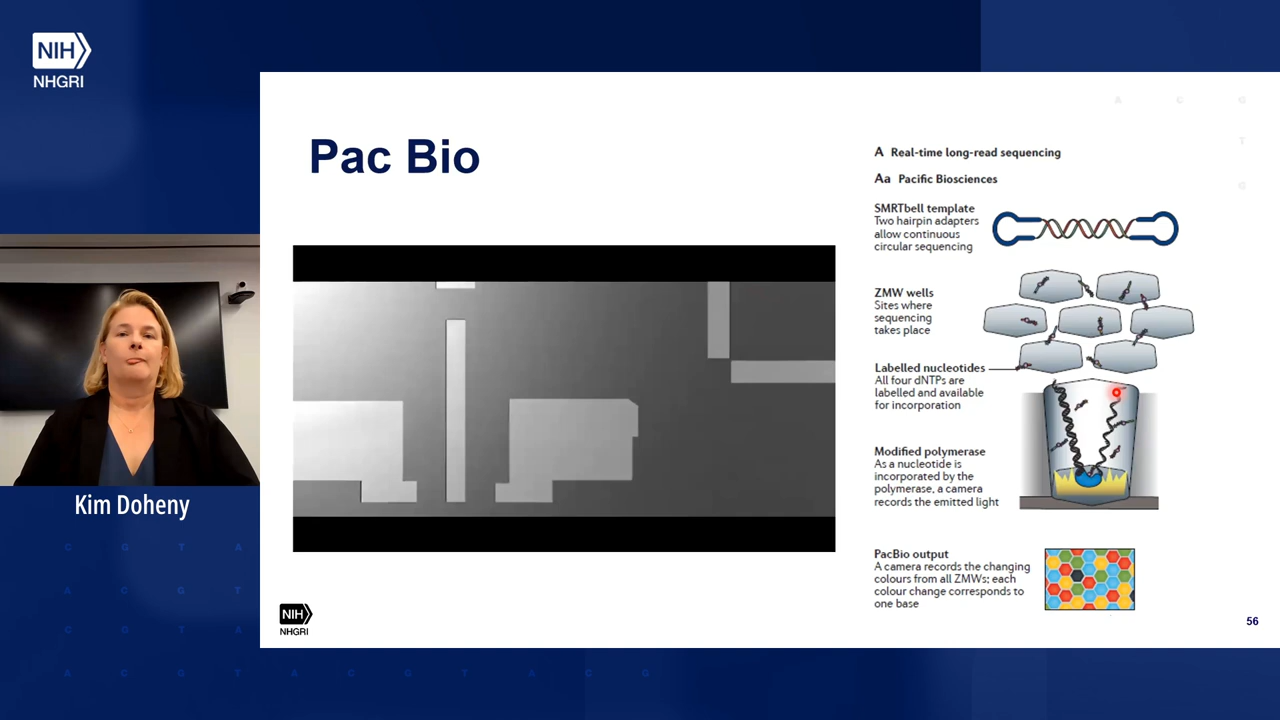 NIH
NHGRI
Pac Bio
A Real-time long-read sequencing
Aa Pacific Biosciences
SMRTbell template
Two hairpin adapters
allow continuous
circular sequencing
ZMW wells
Sites where
sequencing
takes place
Labelled nucleotides
All four dNTPs are
labelled and available
for incorporation
Modified polymerase
As a nucleotide is
incorporated by the
polymerase, a camera
records the emitted light
PacBio output
A camera records the changing
colours from all ZMWs; each
colour change corresponds to
one base
NIH
NHGRI
56
Kim Doheny
A C G
T
G
C G T A
A C G T
C G T A
A C G T A C G T G C G